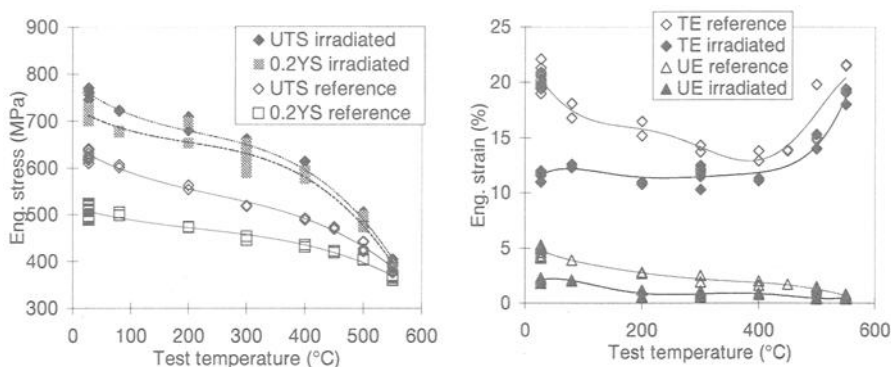 900
800
700
600
500
400
300
Eng. stress (MPa)
UTS irradiated
0.2YS irradiated
UTS reference
0.2YS reference
0 100 200 300 400 500 600
Test temperature (°C)
25
20
15
10
5
0
Eng. strain (%)
TE reference
TE irradiated
UE reference
UE irradiated
0 200 400 600
Test temperature (°C)